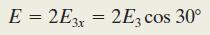 E = 2E₃ₓ = 2E₃ cos 30°